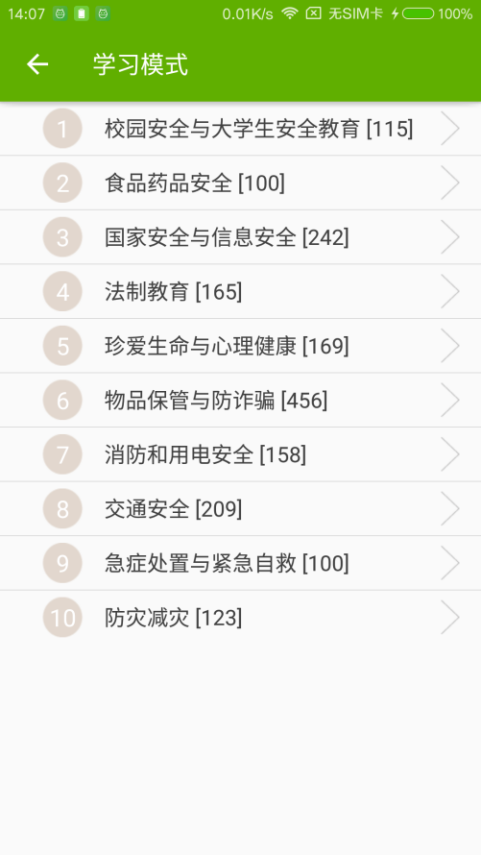 14:07 0.01K/s 无SIM卡 100%
学习模式
1 校园安全与大学生安全教育 [115]
2 食品药品安全 [100]
3 国家安全与信息安全 [242]
4 法制教育 [165]
5 珍爱生命与心理健康 [169]
6 物品保管与防诈骗 [456]
7 消防和用电安全 [158]
8 交通安全 [209]
9 急症处置与紧急自救 [100]
10 防灾减灾 [123]